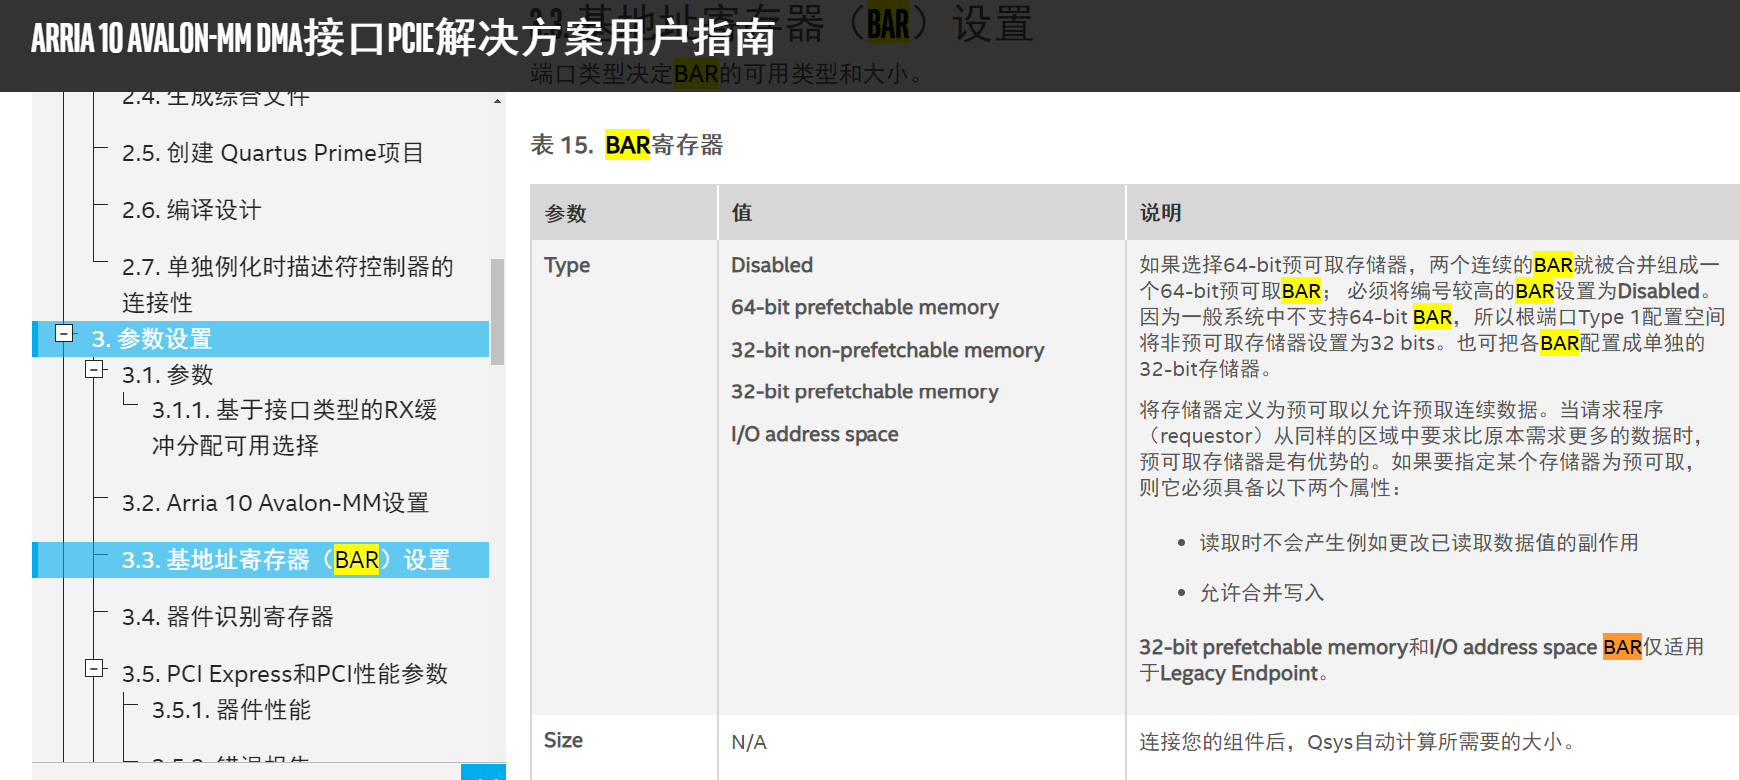 3.3. 基地址寄存器（BAR）设置
ARRIA 10 AVALON-MM DMA接口PCIE解决方案用户指南
端口类型决定BAR的可用类型和大小。
2.4. 生成综合文件
2.5. 创建 Quartus Prime项目
2.6. 编译设计
2.7. 单独例化时描述符控制器的
连接性
3. 参数设置
3.1. 参数
3.1.1. 基于接口类型的RX缓
冲分配可用选择
3.2. Arria 10 Avalon-MM设置
3.3. 基地址寄存器（BAR）设置
3.4. 器件识别寄存器
3.5. PCI Express和PCI性能参数
3.5.1. 器件性能
3.5.2. 错误报告
表 15. BAR寄存器
参数 值 说明
Type
Disabled
64-bit prefetchable memory
32-bit non-prefetchable memory
32-bit prefetchable memory
I/O address space
如果选择64-bit预可取存储器，两个连续的BAR就被合并组成一
个64-bit预可取BAR； 必须将编号较高的BAR设置为Disabled。
因为一般系统中不支持64-bit BAR，所以根端口Type 1配置空间
将非预可取存储器设置为32 bits。也可把各BAR配置成单独的
32-bit存储器。
将存储器定义为预可取以允许预取连续数据。当请求程序
（requestor）从同样的区域中要求比原本需求更多的数据时，
预可取存储器是有优势的。如果要指定某个存储器为预可取，
则它必须具备以下两个属性：
• 读取时不会产生例如更改已读取数据值的副作用
• 允许合并写入
32-bit prefetchable memory和I/O address space BAR仅适用
于Legacy Endpoint。
Size N/A 连接您的组件后，Qsys自动计算所需要的大小。